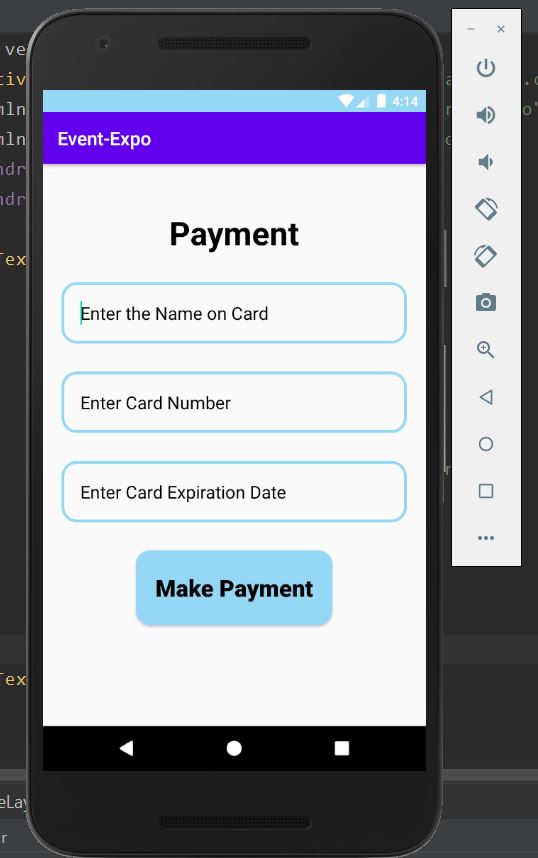 4:14
Event-Expo
Payment
Enter the Name on Card
Enter Card Number
Enter Card Expiration Date
Make Payment